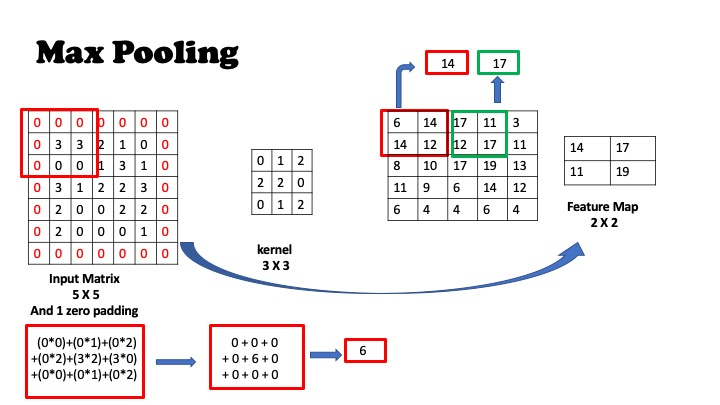 Max Pooling
14 17
0 0 0 0 0 0 0
0 3 3 2 1 0 0
0 0 0 1 3 1 0
0 3 1 2 2 3 0
0 2 0 0 2 2 0
0 2 0 0 0 1 0
0 0 0 0 0 0 0
Input Matrix
5 X 5
And 1 zero padding
0 1 2
2 2 0
0 1 2
kernel
3 X 3
6 14 17 11 3
14 12 12 17 11
8 10 17 19 13
11 9 6 14 12
6 4 4 6 4
14 17
11 19
Feature Map
2 X 2
(0*0)+(0*1)+(0*2)
+(0*2)+(3*2)+(3*0)
+(0*0)+(0*1)+(0*2)
0 + 0 + 0
+ 0 + 6 + 0
+ 0 + 0 + 0
6